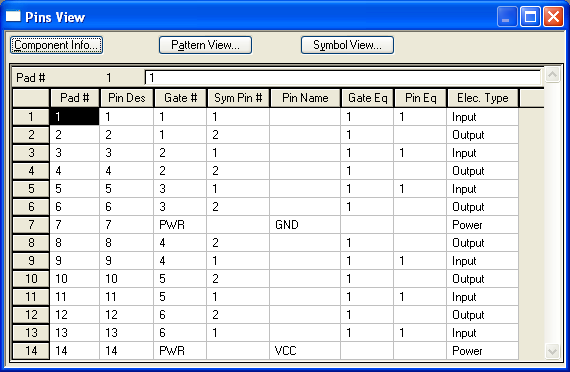 Pins View
Component Info... Pattern View... Symbol View...
Pad # 1 1
Pad # Pin Des Gate # Sym Pin # Pin Name Gate Eq Pin Eq Elec. Type
1 1 1 1 1 1 1 Input
2 2 2 1 2 1 Output
3 3 3 2 1 1 1 Input
4 4 4 2 2 1 Output
5 5 5 3 1 1 1 Input
6 6 6 3 2 1 Output
7 7 7 PWR GND Power
8 8 8 4 2 1 Output
9 9 9 4 1 1 1 Input
10 10 10 5 2 1 Output
11 11 11 5 1 1 1 Input
12 12 12 6 2 1 Output
13 13 13 6 1 1 1 Input
14 14 14 PWR VCC Power